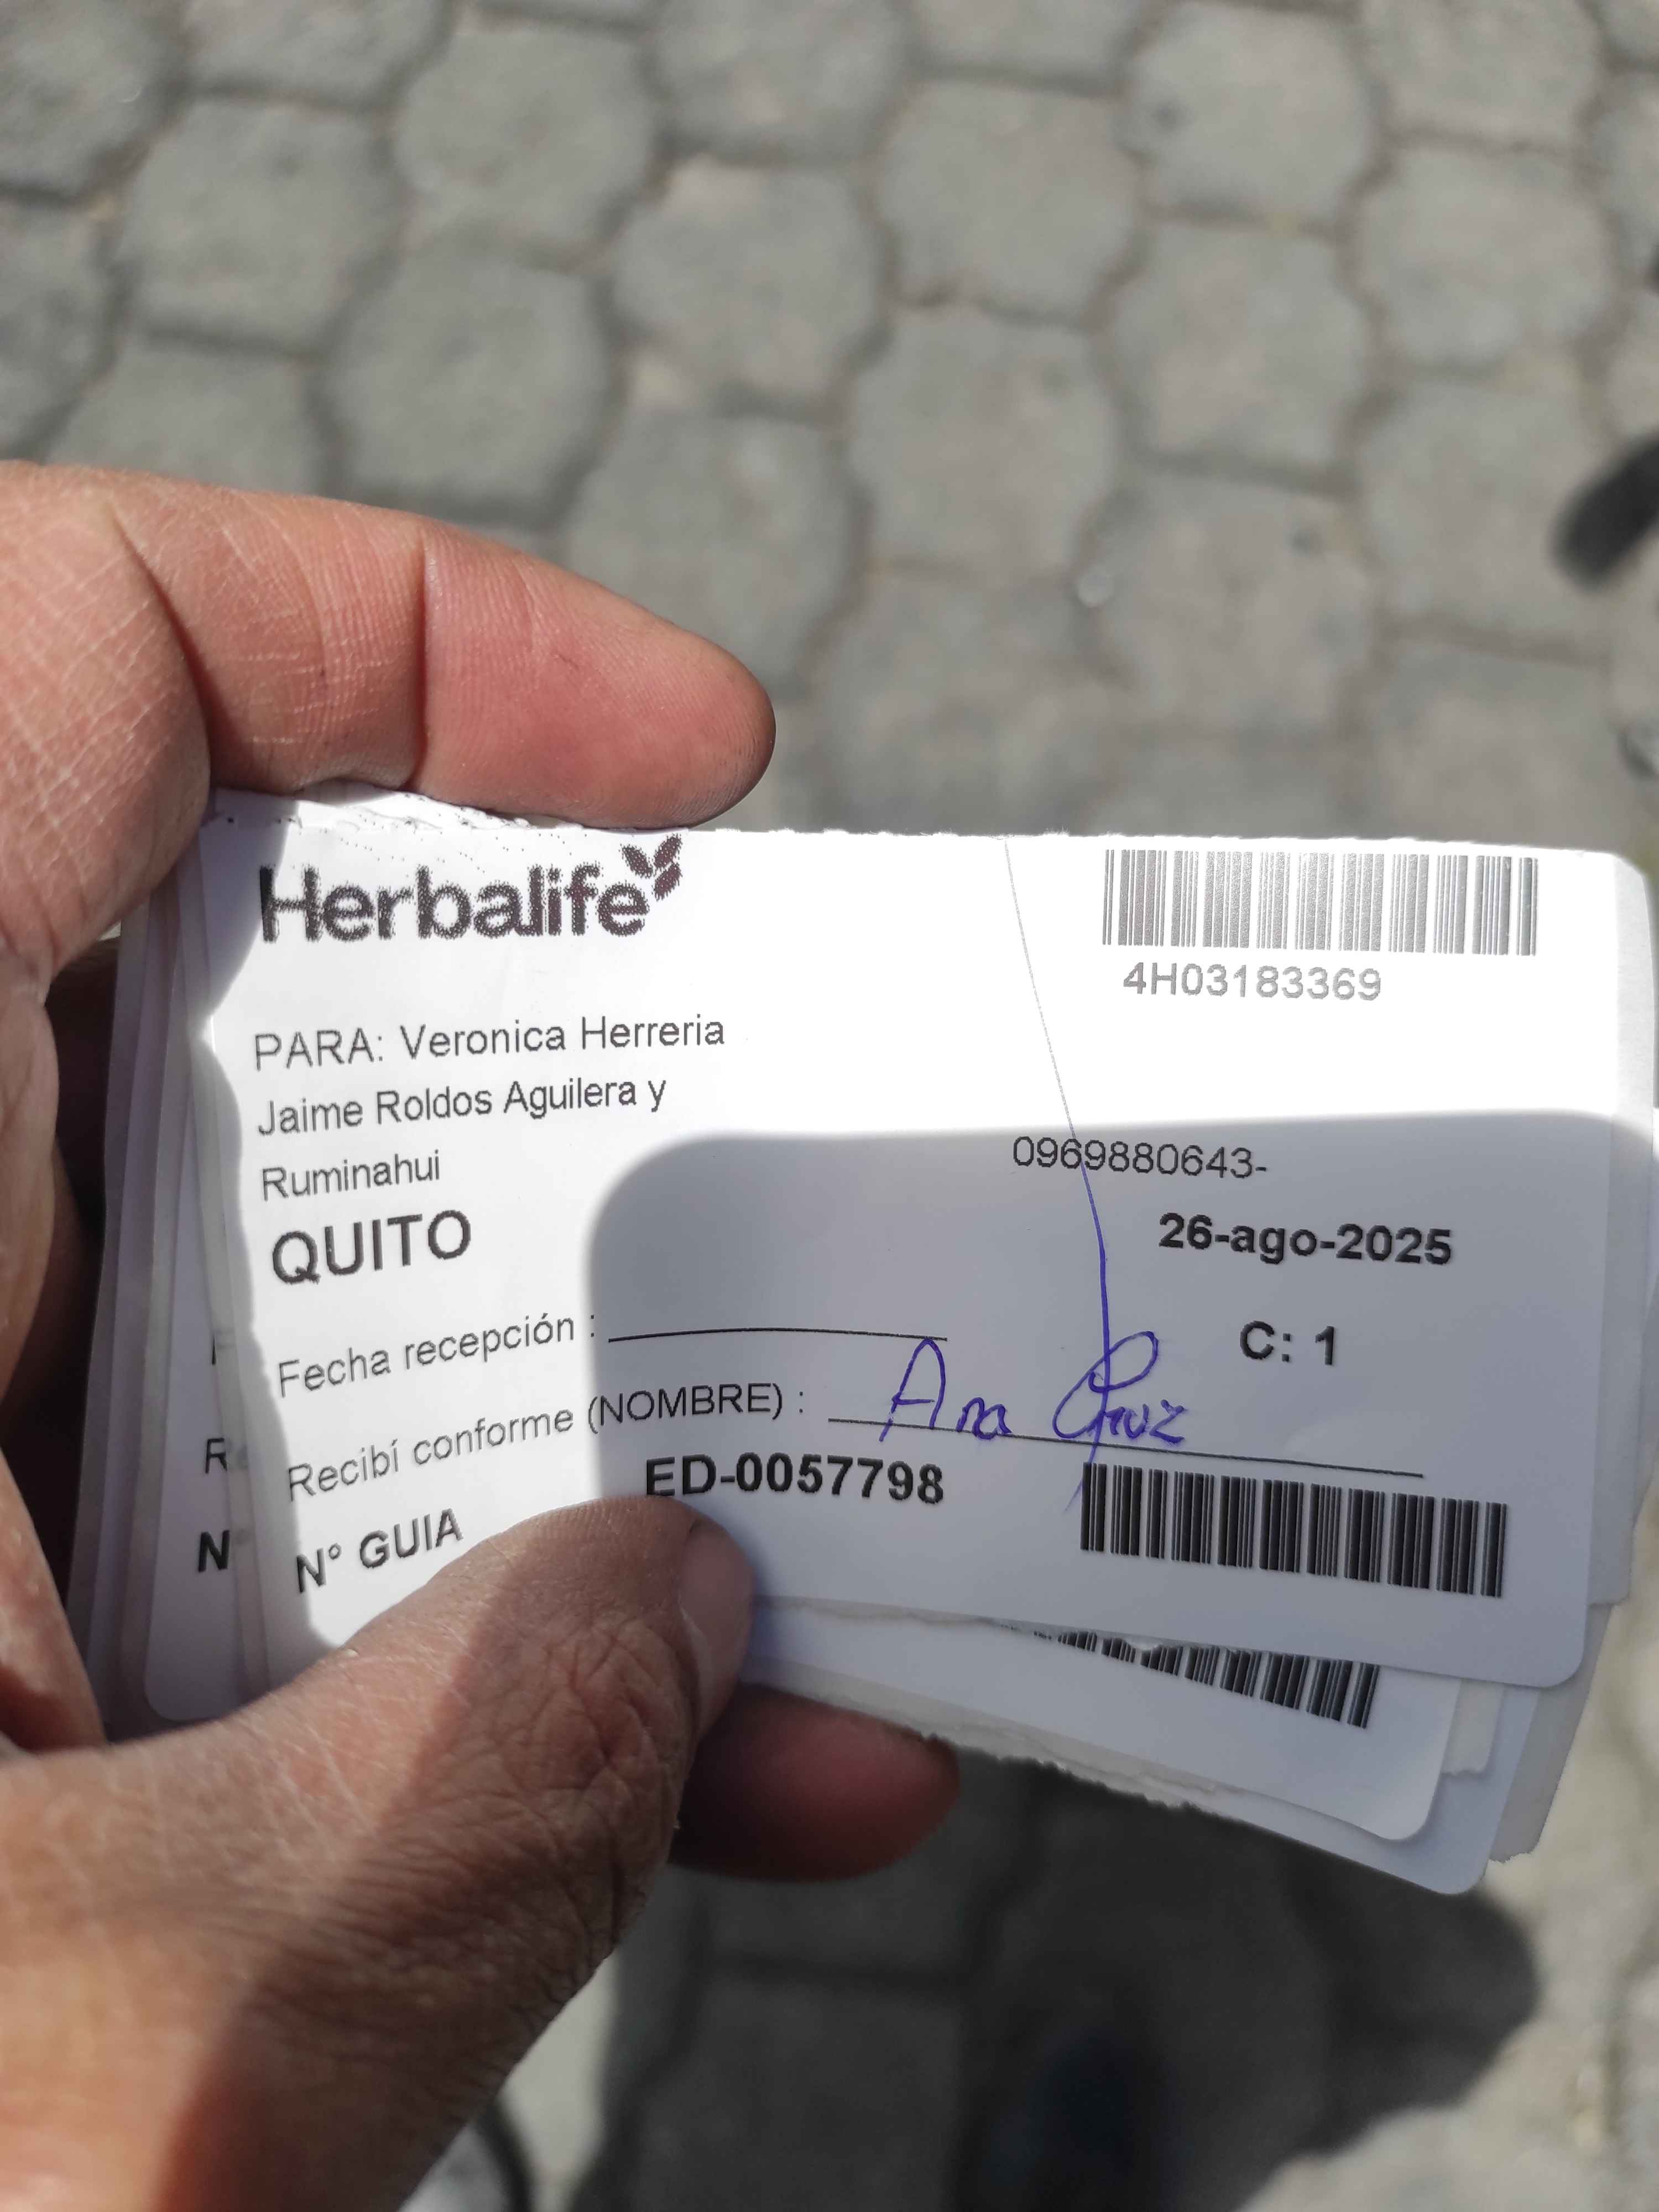 Herbalife
4H03183369
PARA: Veronica Herreria
Jaime Roldos Aguilera y
Ruminahui
0969880643-
QUITO
26-ago-2025
C: 1
Fecha recepción :
Recibí conforme (NOMBRE) : Ana Cruz
N° GUIA ED-0057798
R
N°